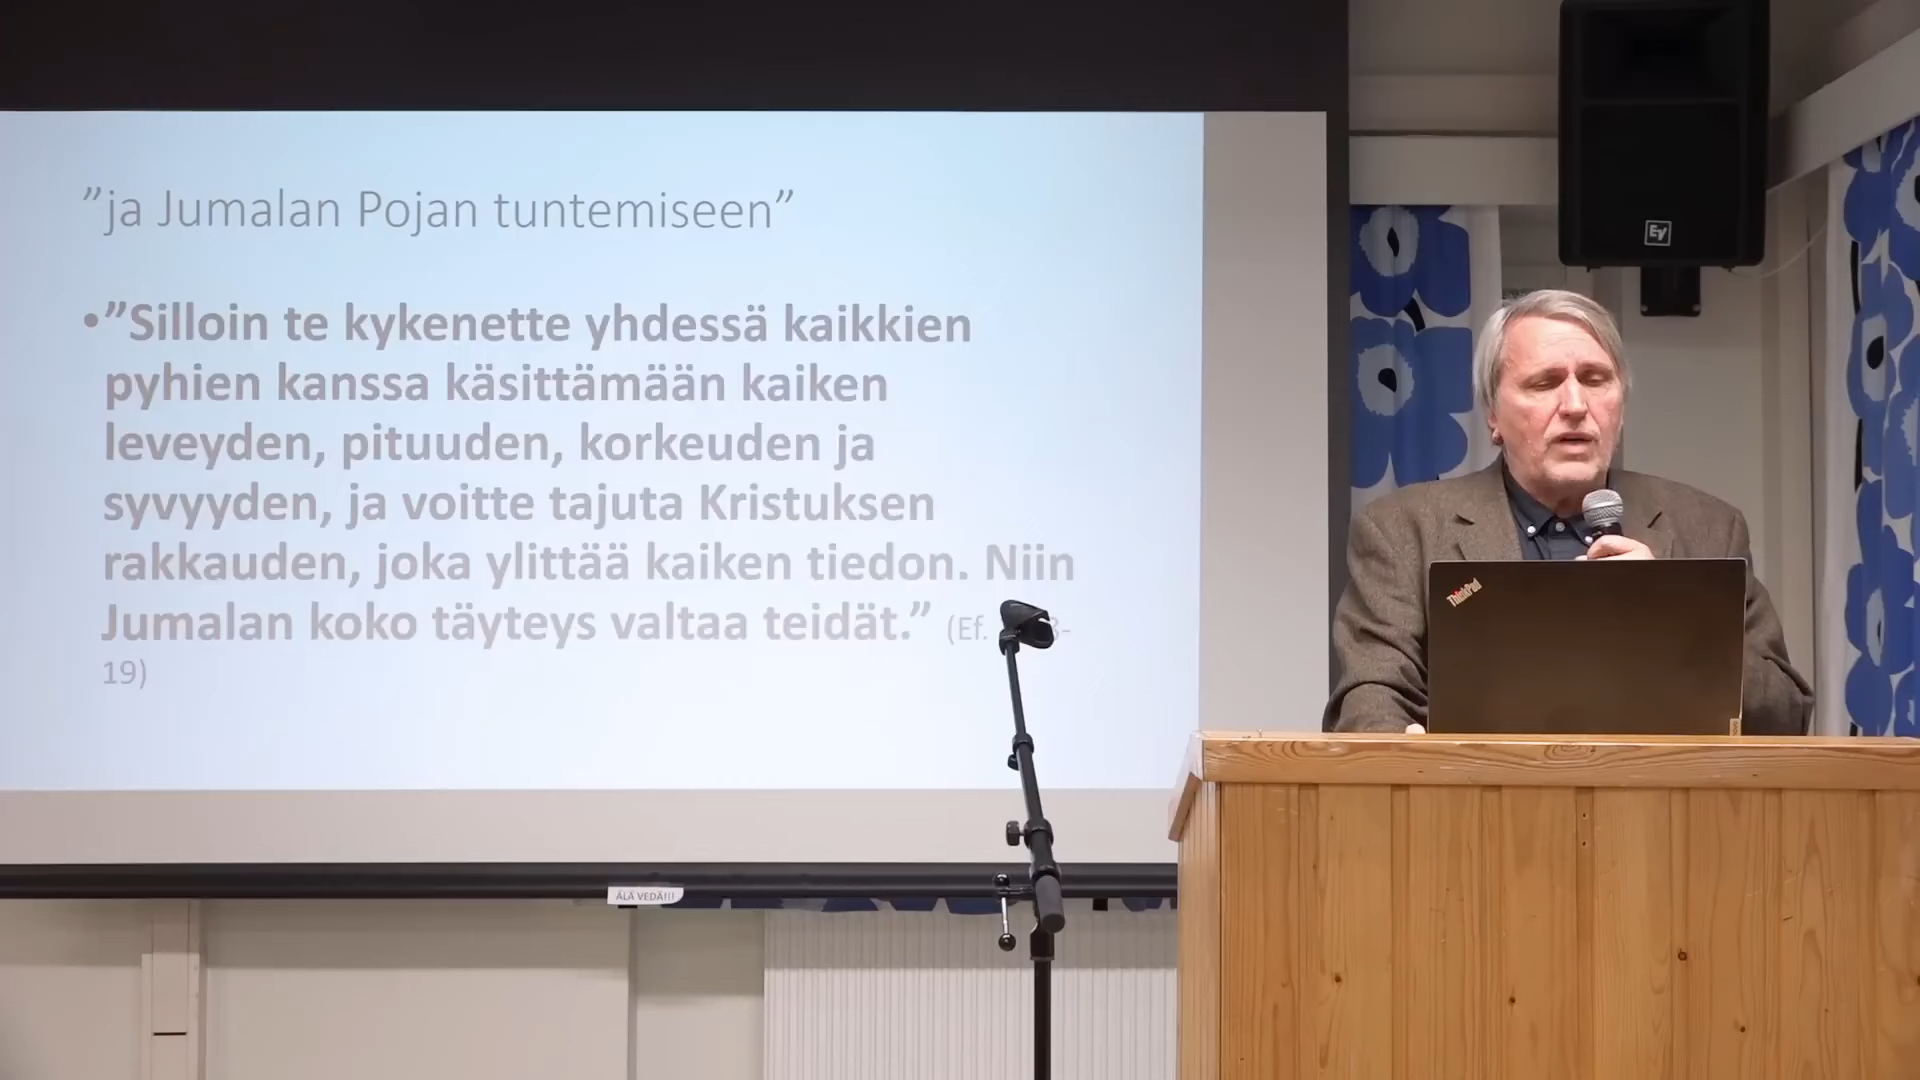 ”ja Jumalan Pojan tuntemiseen”
•”Silloin te kykenette yhdessä kaikkien
pyhien kanssa käsittämään kaiken
leveyden, pituuden, korkeuden ja
syvyyden, ja voitte tajuta Kristuksen
rakkauden, joka ylittää kaiken tiedon. Niin
Jumalan koko täyteys valtaa teidät.” (Ef.
19)
EV
ThinkPad
ÄLÄ VEDÄ!!!